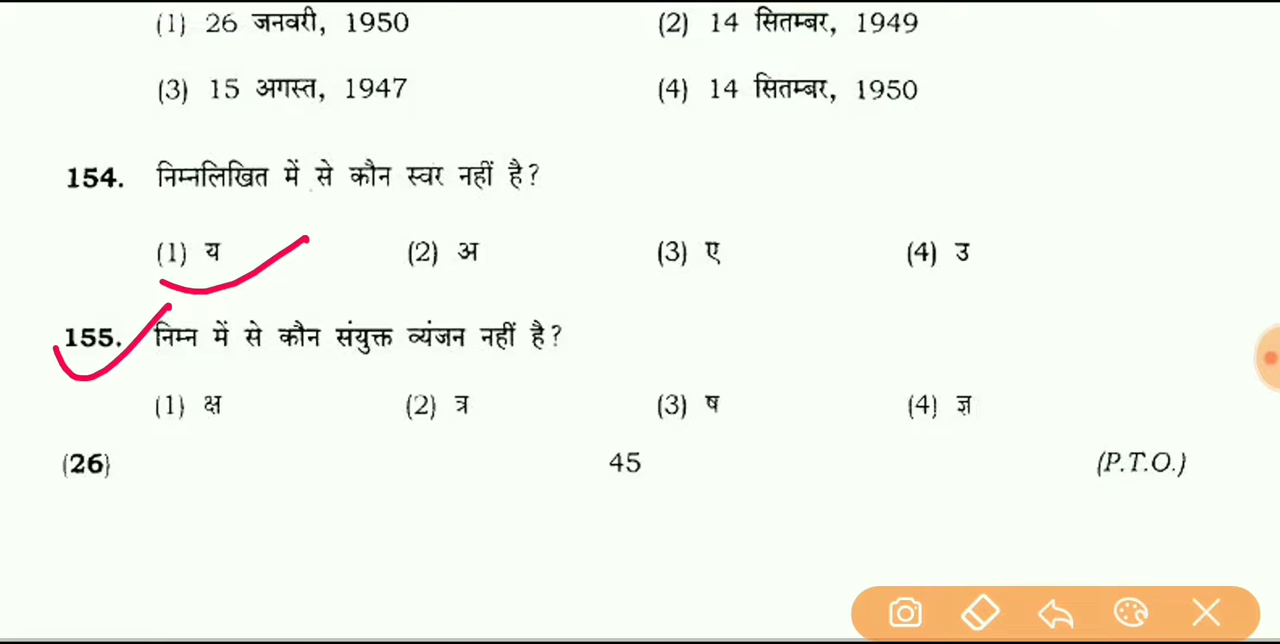 (1) 26 जनवरी, 1950 (2) 14 सितम्बर, 1949
(3) 15 अगस्त, 1947 (4) 14 सितम्बर, 1950
154. निम्नलिखित में से कौन स्वर नहीं है?
(1) य (2) अ (3) ए (4) उ
155. निम्न में से कौन संयुक्त व्यंजन नहीं है?
(1) क्ष (2) त्र (3) ष (4) ज्ञ
(26) 45 (P.T.O.)